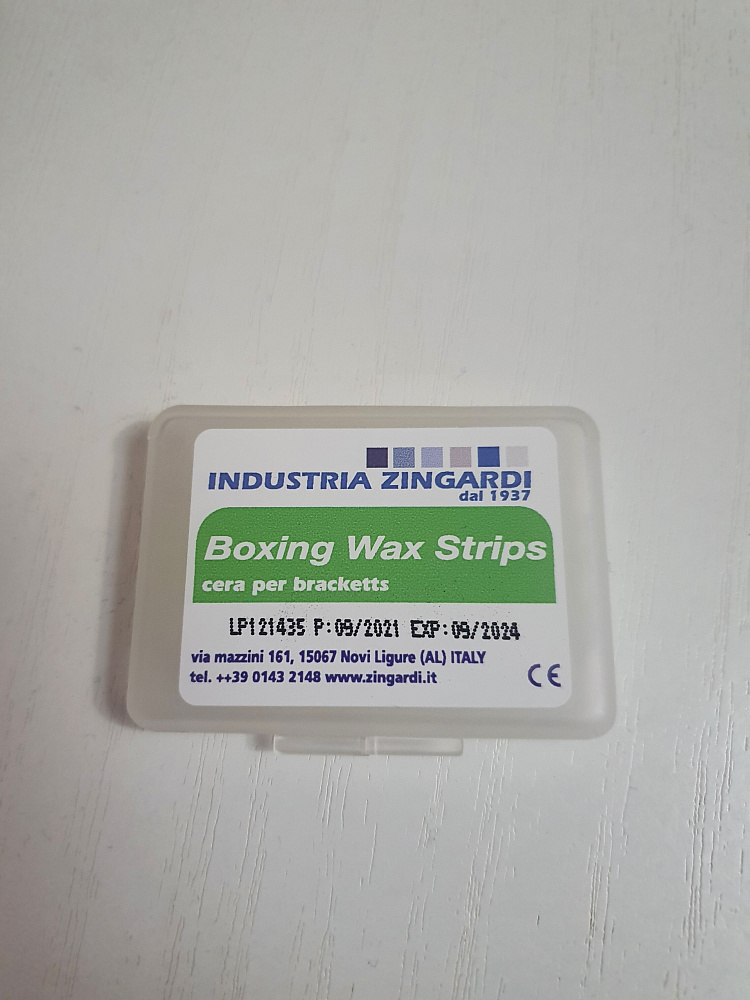 INDUSTRIA ZINGARDI
dal 1937
Boxing Wax Strips
cera per bracketts
LP121435 P:09/2021 EXP:09/2024
via mazzini 161, 15067 Novi Ligure (AL) ITALY
tel. ++39 0143 2148 www.zingardi.it
CE